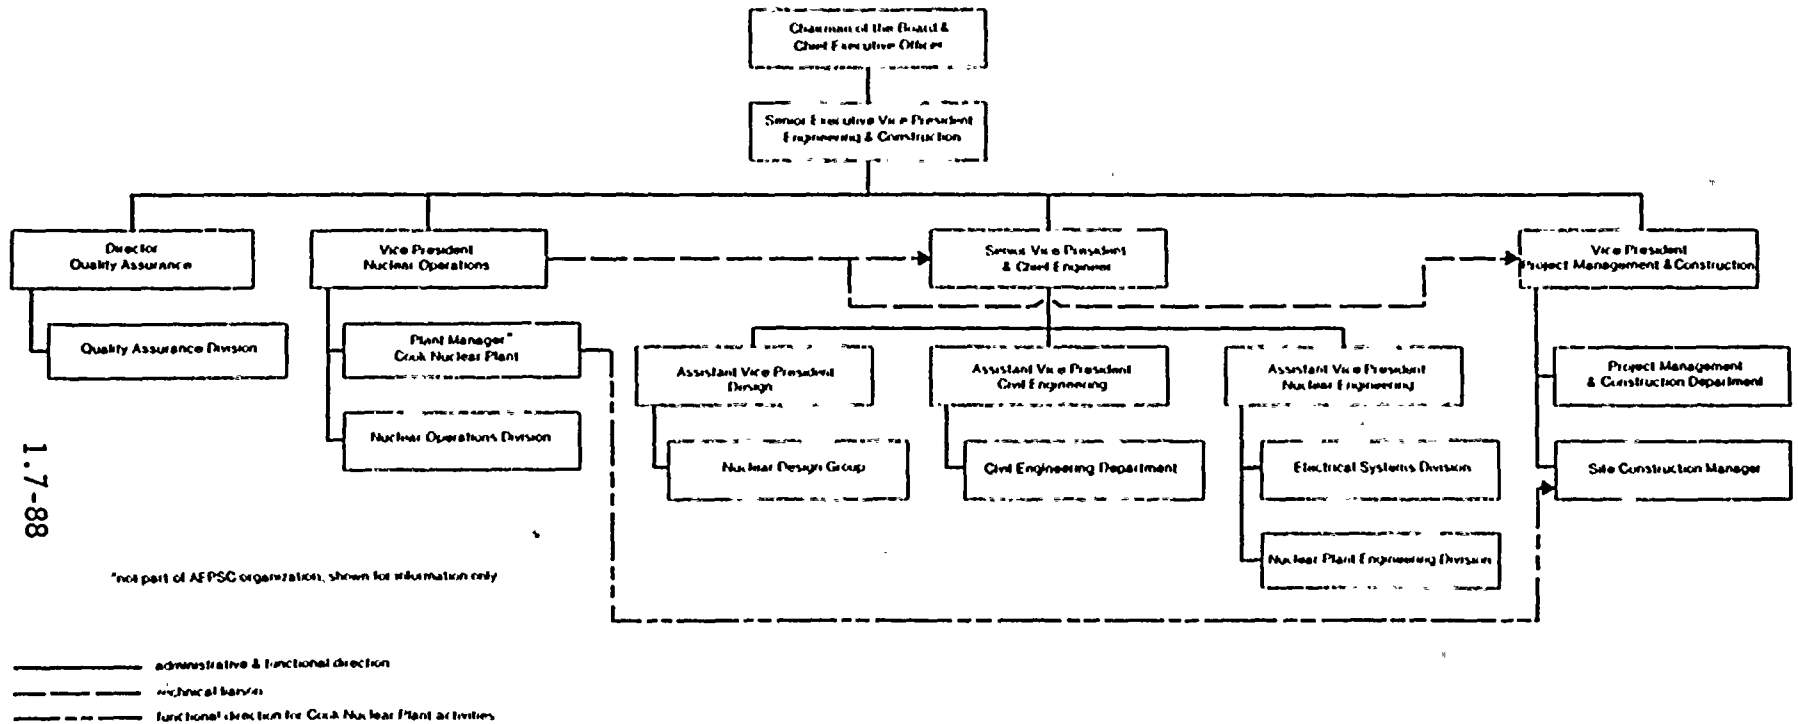 Chairman of the Board &
Chief Executive Officer
Senior Executive Vice President
Engineering & Construction
Director
Quality Assurance
Vice President
Nuclear Operations
Senior Vice President
& Chief Engineer
Vice President
Project Management & Construction
Quality Assurance Division
Plant Manager*
Cook Nuclear Plant
Nuclear Operations Division
Assistant Vice President
Design
Assistant Vice President
Civil Engineering
Assistant Vice President
Nuclear Engineering
Project Management
& Construction Department
Nuclear Design Group
Civil Engineering Department
Electrical Systems Division
Site Construction Manager
Nuclear Plant Engineering Division
1.7-88
*not part of AEPSC organization, shown for information only
administrative & functional direction
technical liaison
functional direction for Cook Nuclear Plant activities